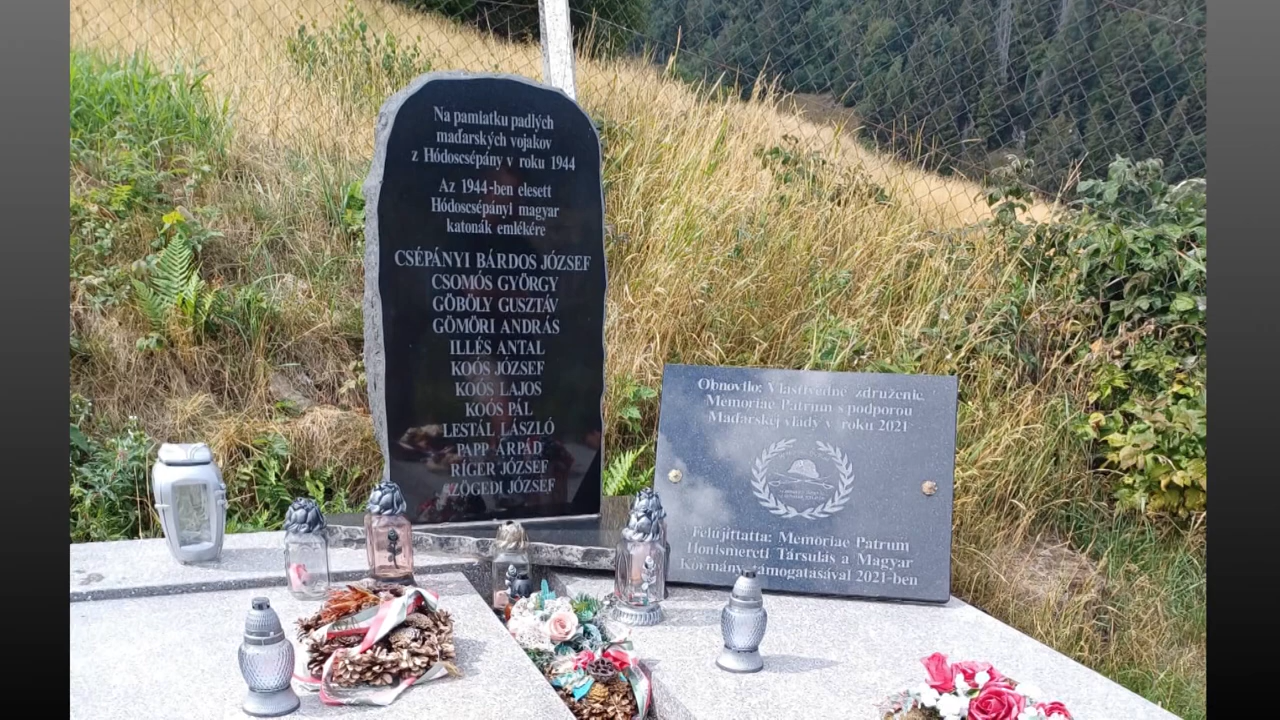 Na pamiatku padlých
maďarských vojakov
z Hódoscsépány v roku 1944
Az 1944-ben elesett
Hódoscsépányi magyar
katonák emlékére
CSÉPÁNYI BÁRDOS JÓZSEF
CSOMÓS GYÖRGY
GÖBÖLY GUSZTÁV
GÖMÖRI ANDRÁS
ILLÉS ANTAL
KOÓS JÓZSEF
KOÓS LAJOS
KOÓS PÁL
LESTÁL LÁSZLÓ
PAPP ÁRPÁD
RÍGER JÓZSEF
SZÖGEDI JÓZSEF
Obnovilo: Vlastivedné združenie
Memoriae Patrum s podporou
Maďarskej vlády v roku 2021
Felújíttatta: Memoriae Patrum
Honismereti Társulás a Magyar
Kormány támogatásával 2021-ben